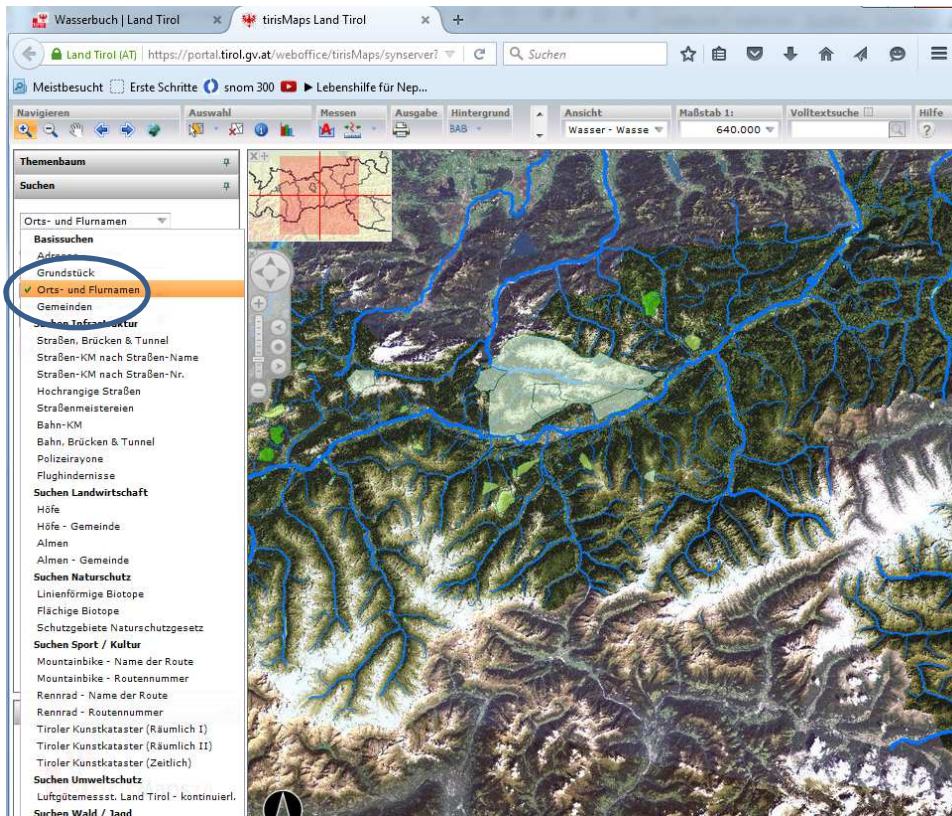 Wasserbuch | Land Tirol × tirisMaps Land Tirol × +
Land Tirol (AT) https://portal.tirol.gv.at/weboffice/tirisMaps/synserver? Suchen
Meistbesucht Erste Schritte snom 300 ► Lebenshilfe für Nep...
Navigieren Auswahl Messen Ausgabe Hintergrund Ansicht Maßstab 1: Volltextsuche Hilfe
BAB Wasser - Wasse 640.000 ?
Themenbaum
Suchen
Orts- und Flurnamen
Basissuchen
Adresse
Grundstück
✓ Orts- und Flurnamen
Gemeinden
Suchen Infrastruktur
Straßen, Brücken & Tunnel
Straßen-KM nach Straßen-Name
Straßen-KM nach Straßen-Nr.
Hochrangige Straßen
Straßenmeistereien
Bahn-KM
Bahn, Brücken & Tunnel
Polizeirayone
Flughindernisse
Suchen Landwirtschaft
Höfe
Höfe - Gemeinde
Almen
Almen - Gemeinde
Suchen Naturschutz
Linienförmige Biotope
Flächige Biotope
Schutzgebiete Naturschutzgesetz
Suchen Sport / Kultur
Mountainbike - Name der Route
Mountainbike - Routennummer
Rennrad - Name der Route
Rennrad - Routennummer
Tiroler Kunstkataster (Räumlich I)
Tiroler Kunstkataster (Räumlich II)
Tiroler Kunstkataster (Zeitlich)
Suchen Umweltschutz
Luftgütemessst. Land Tirol - kontinuierl.
Suchen Wald / Jagd